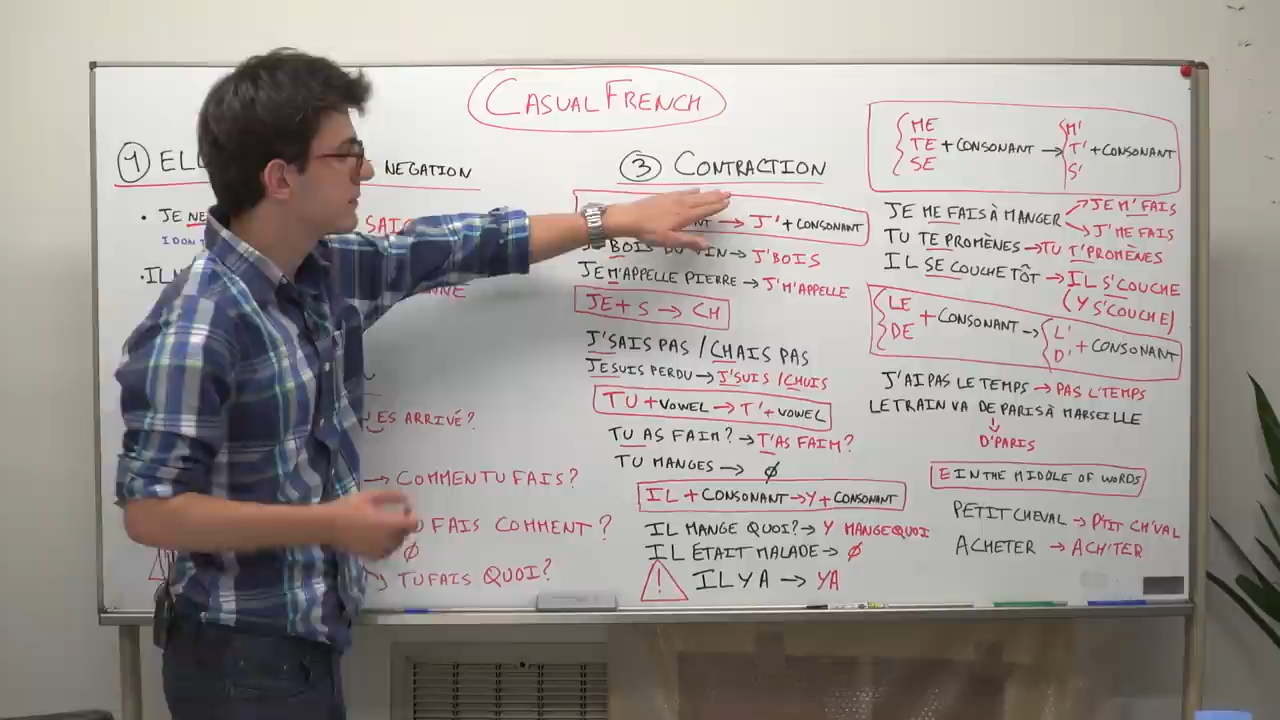 CASUAL FRENCH
① NEGATION
• JE NE
SAIS
I DON'T
• IL N
ES ARRIVÉ?
→ COMMENTU FAIS?
U FAIS COMMENT?
Ø
TU FAIS QUOI?
③ CONTRACTION
→ J' + CONSONANT
BOIS DU VIN → J'BOIS
JE M'APPELLE PIERRE → J'M'APPELLE
JE + S → CH
J'SAIS PAS / CHAIS PAS
JE SUIS PERDU → J'SUIS / CHUIS
TU + VOWEL → T' + VOWEL
TU AS FAIM? → T'AS FAIM?
TU MANGES → Ø
IL + CONSONANT → Y + CONSONANT
IL MANGE QUOI? → Y MANGE QUOI
IL ÉTAIT MALADE → Ø
! IL Y A → YA
ME
TE + CONSONANT → T' + CONSONANT
SE
M'
S'
JE ME FAIS À MANGER → JE M'FAIS
→ J'ME FAIS
TU TE PROMÈNES → TU T'PROMÈNES
IL SE COUCHE TÔT → IL S'COUCHE
(Y S'COUCHE)
LE
DE + CONSONANT → L' D' + CONSONANT
J'AI PAS LE TEMPS → PAS L'TEMPS
LE TRAIN VA DE PARIS À MARSEILLE
↓
D'PARIS
E IN THE MIDDLE OF WORDS
PETIT CHEVAL → P'TIT CH'VAL
ACHETER → ACH'TER